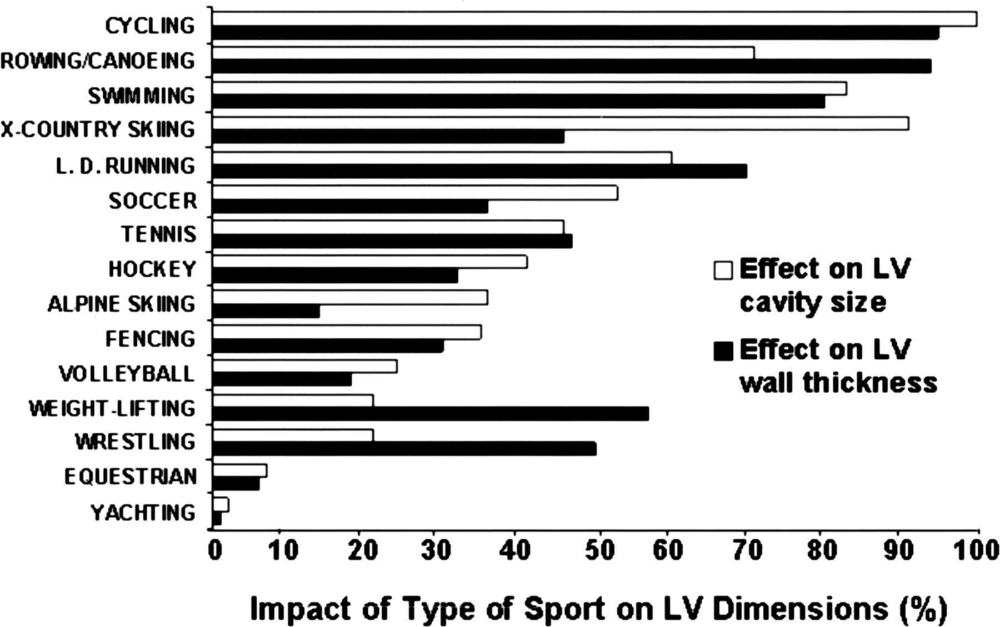 CYCLING
ROWING/CANOEING
SWIMMING
X-COUNTRY SKIING
L. D. RUNNING
SOCCER
TENNIS
HOCKEY
ALPINE SKIING
FENCING
VOLLEYBALL
WEIGHT-LIFTING
WRESTLING
EQUESTRIAN
YACHTING
Effect on LV
cavity size
Effect on LV
wall thickness
0 10 20 30 40 50 60 70 80 90 100
Impact of Type of Sport on LV Dimensions (%)